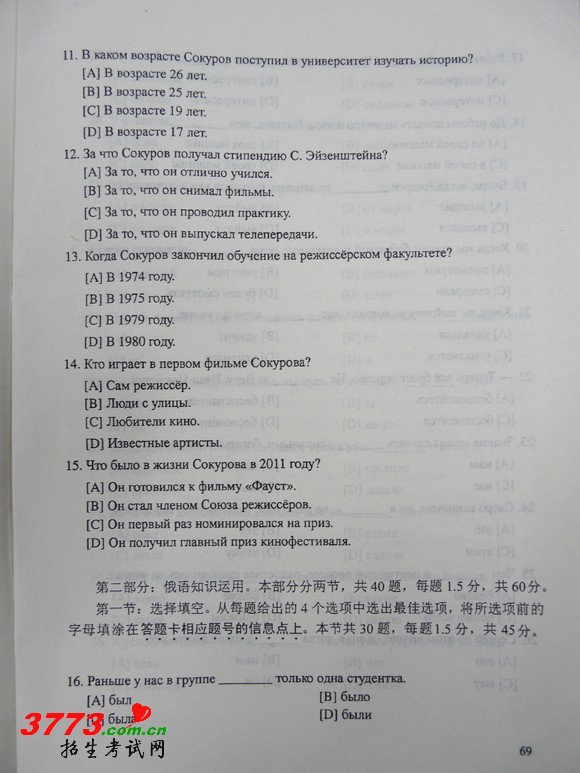 11. В каком возрасте Сокуров поступил в университет изучать историю?
[A] В возрасте 26 лет.
[B] В возрасте 25 лет.
[C] В возрасте 19 лет.
[D] В возрасте 17 лет.
12. За что Сокуров получал стипендию С. Эйзенштейна?
[A] За то, что он отлично учился.
[B] За то, что он снимал фильмы.
[C] За то, что он проводил практику.
[D] За то, что он выпускал телепередачи.
13. Когда Сокуров закончил обучение на режиссёрском факультете?
[A] В 1974 году.
[B] В 1975 году.
[C] В 1979 году.
[D] В 1980 году.
14. Кто играет в первом фильме Сокурова?
[A] Сам режиссёр.
[B] Люди с улицы.
[C] Любители кино.
[D] Известные артисты.
15. Что было в жизни Сокурова в 2011 году?
[A] Он готовился к фильму «Фауст».
[B] Он стал членом Союза режиссёров.
[C] Он первый раз номинировался на приз.
[D] Он получил главный приз кинофестиваля.
第二部分：俄语知识运用。本部分分两节，共 40 题，每题 1.5 分，共 60分。
第一节：选择填空。从每题给出的 4 个选项中选出最佳选项，将所选项前的
字母填涂在答题卡相应题号的信息点上。本节共 30 题，每题1.5 分，共 45分。
16. Раньше у нас в группе ________ только одна студентка.
[A] был [B] было
[C] была [D] были
3773.cn.com
招生考试网
69